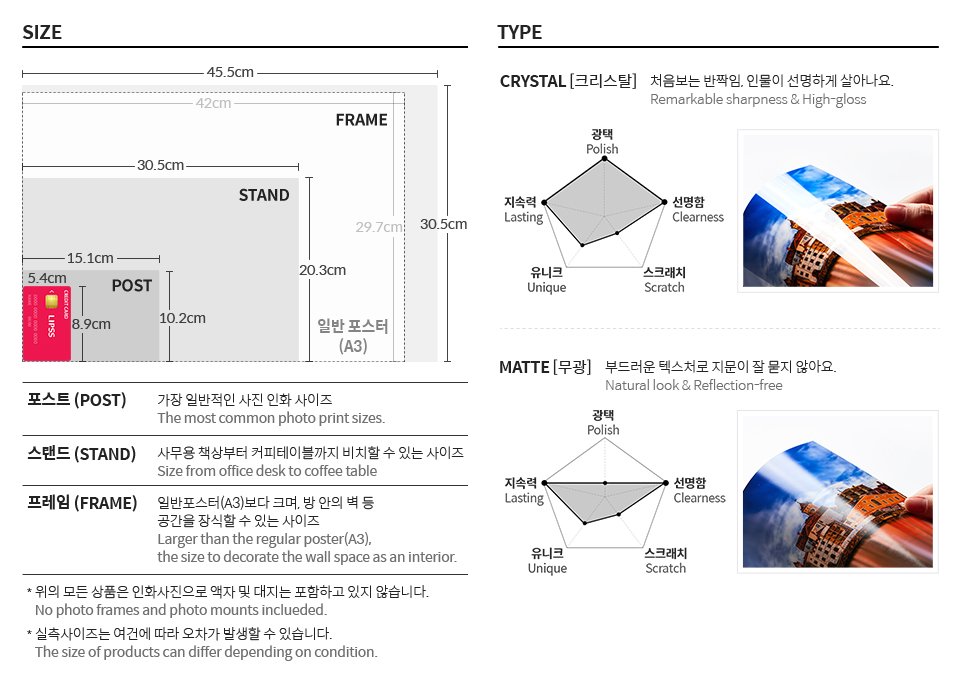 SIZE
45.5cm
42cm
FRAME
30.5cm
STAND
29.7cm
30.5cm
15.1cm
20.3cm
5.4cm
POST
CREDIT CARD
LIPSS
8.9cm
10.2cm
일반 포스터
(A3)
포스트 (POST)
가장 일반적인 사진 인화 사이즈
The most common photo print sizes.
스탠드 (STAND)
사무용 책상부터 커피테이블까지 비치할 수 있는 사이즈
Size from office desk to coffee table
프레임 (FRAME)
일반포스터(A3)보다 크며, 방 안의 벽 등
공간을 장식할 수 있는 사이즈
Larger than the regular poster(A3),
the size to decorate the wall space as an interior.
* 위의 모든 상품은 인화사진으로 액자 및 대지는 포함하고 있지 않습니다.
No photo frames and photo mounts inclueded.
* 실측사이즈는 여건에 따라 오차가 발생할 수 있습니다.
The size of products can differ depending on condition.
TYPE
CRYSTAL [크리스탈]
처음보는 반짝임, 인물이 선명하게 살아나요.
Remarkable sharpness & High-gloss
광택
Polish
지속력
Lasting
선명함
Clearness
유니크
Unique
스크래치
Scratch
MATTE [무광]
부드러운 텍스처로 지문이 잘 묻지 않아요.
Natural look & Reflection-free
광택
Polish
지속력
Lasting
선명함
Clearness
유니크
Unique
스크래치
Scratch